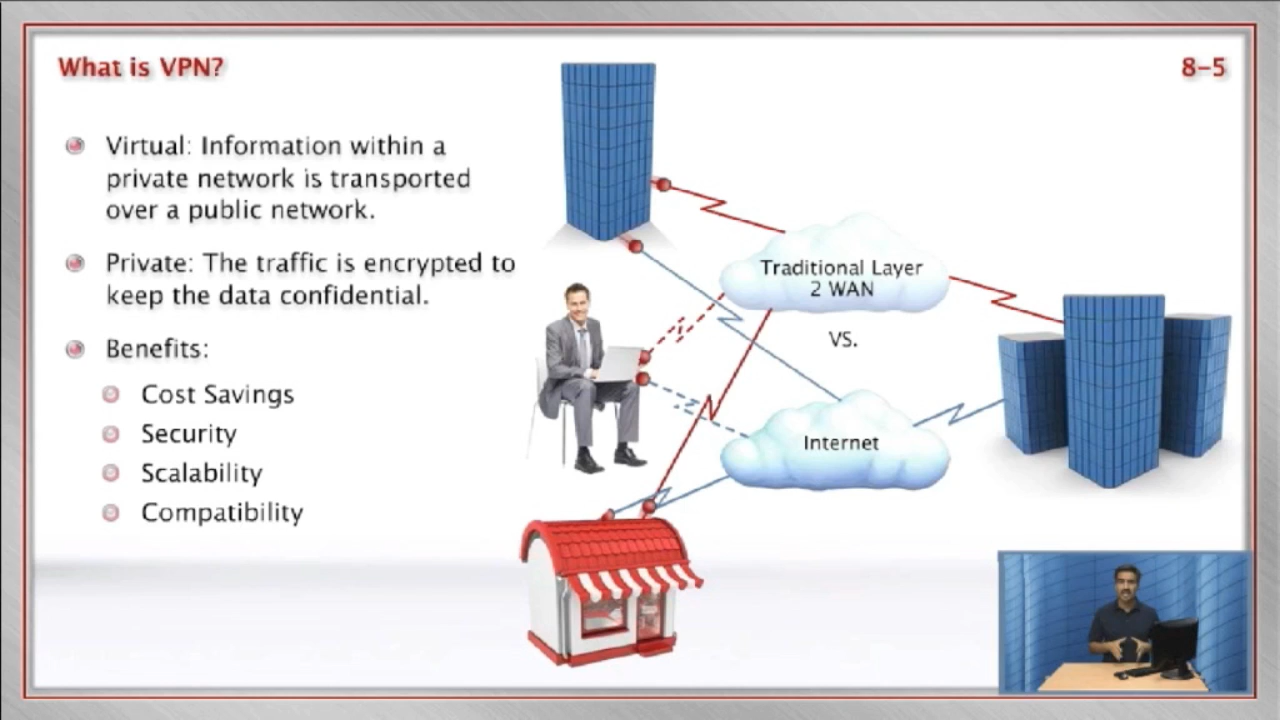 What is VPN?
8-5
Virtual: Information within a
private network is transported
over a public network.
Private: The traffic is encrypted to
keep the data confidential.
Benefits:
Cost Savings
Security
Scalability
Compatibility
Traditional Layer
2 WAN
VS.
Internet